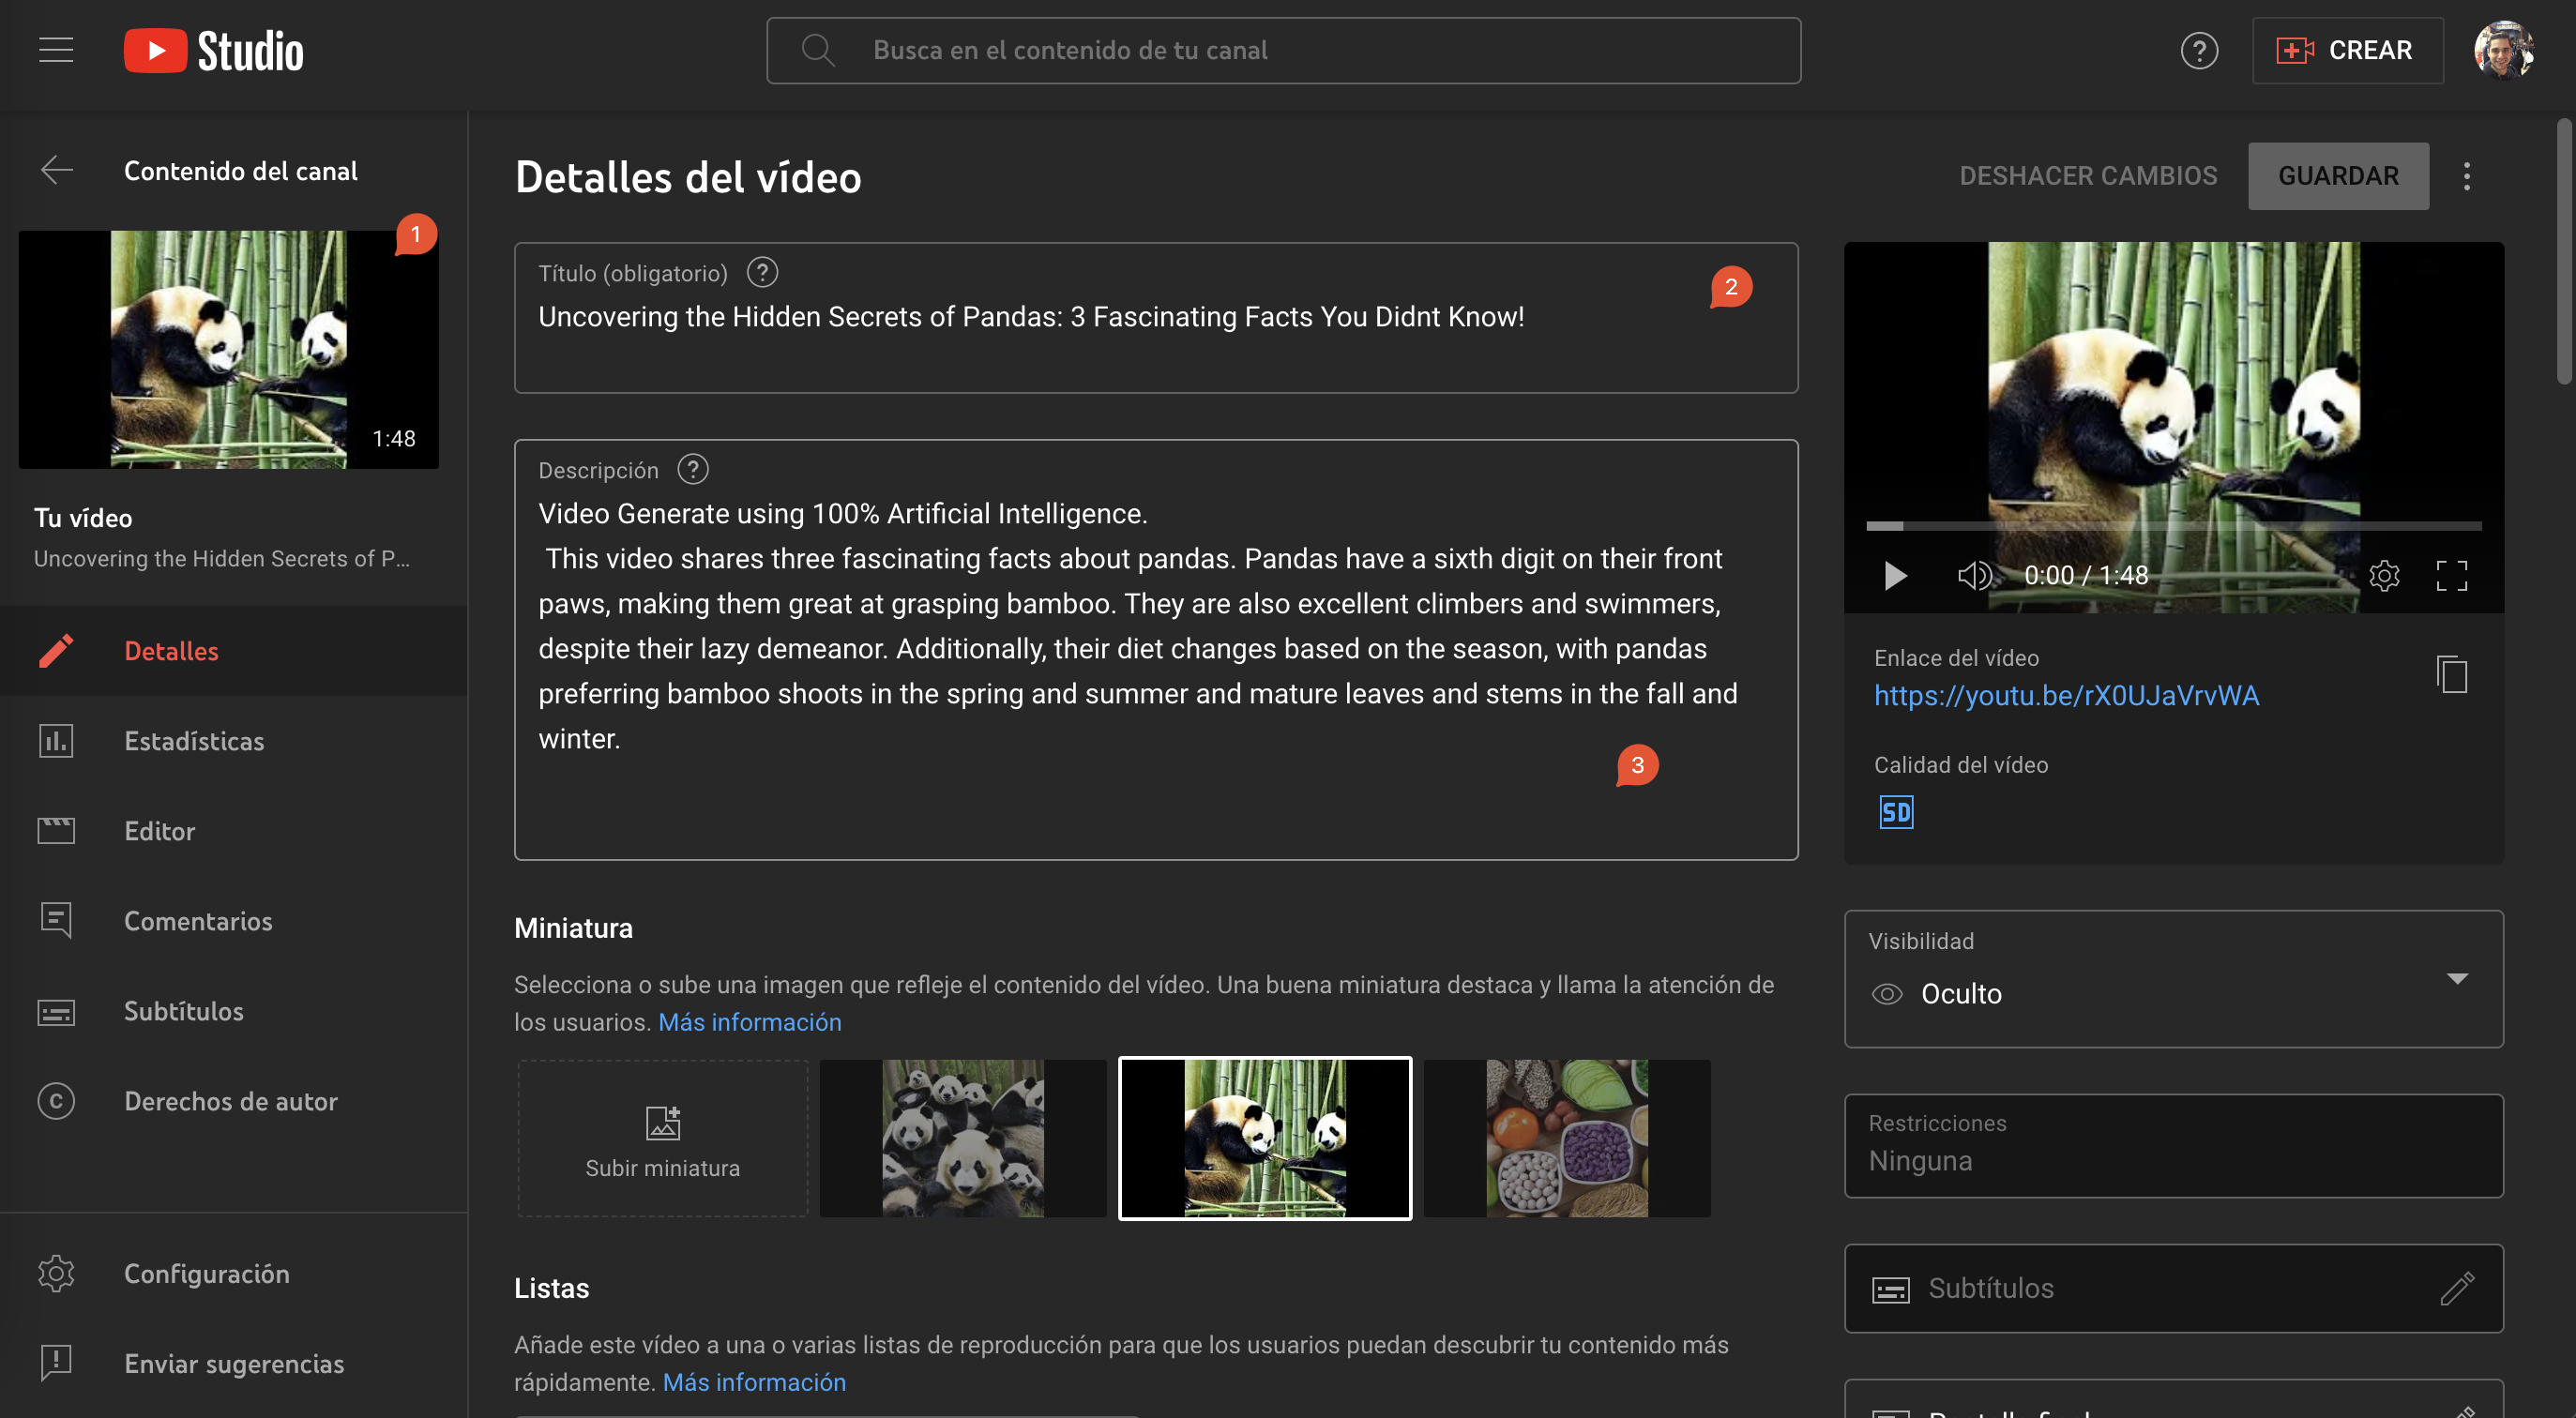 Studio
Busca en el contenido de tu canal
?
CREAR
Contenido del canal
1
1:48
Tu vídeo
Uncovering the Hidden Secrets of P...
Detalles
Estadísticas
Editor
Comentarios
Subtítulos
C
Derechos de autor
Configuración
Enviar sugerencias
Detalles del vídeo
DESHACER CAMBIOS
GUARDAR
Título (obligatorio) ?
2
Uncovering the Hidden Secrets of Pandas: 3 Fascinating Facts You Didnt Know!
Descripción ?
Video Generate using 100% Artificial Intelligence.
This video shares three fascinating facts about pandas. Pandas have a sixth digit on their front
paws, making them great at grasping bamboo. They are also excellent climbers and swimmers,
despite their lazy demeanor. Additionally, their diet changes based on the season, with pandas
preferring bamboo shoots in the spring and summer and mature leaves and stems in the fall and
winter.
3
Miniatura
Selecciona o sube una imagen que refleje el contenido del vídeo. Una buena miniatura destaca y llama la atención de
los usuarios. Más información
Subir miniatura
Listas
Añade este vídeo a una o varias listas de reproducción para que los usuarios puedan descubrir tu contenido más
rápidamente. Más información
0:00 / 1:48
Enlace del vídeo
https://youtu.be/rX0UJaVrvWA
Calidad del vídeo
SD
Visibilidad
Oculto
Restricciones
Ninguna
Subtítulos